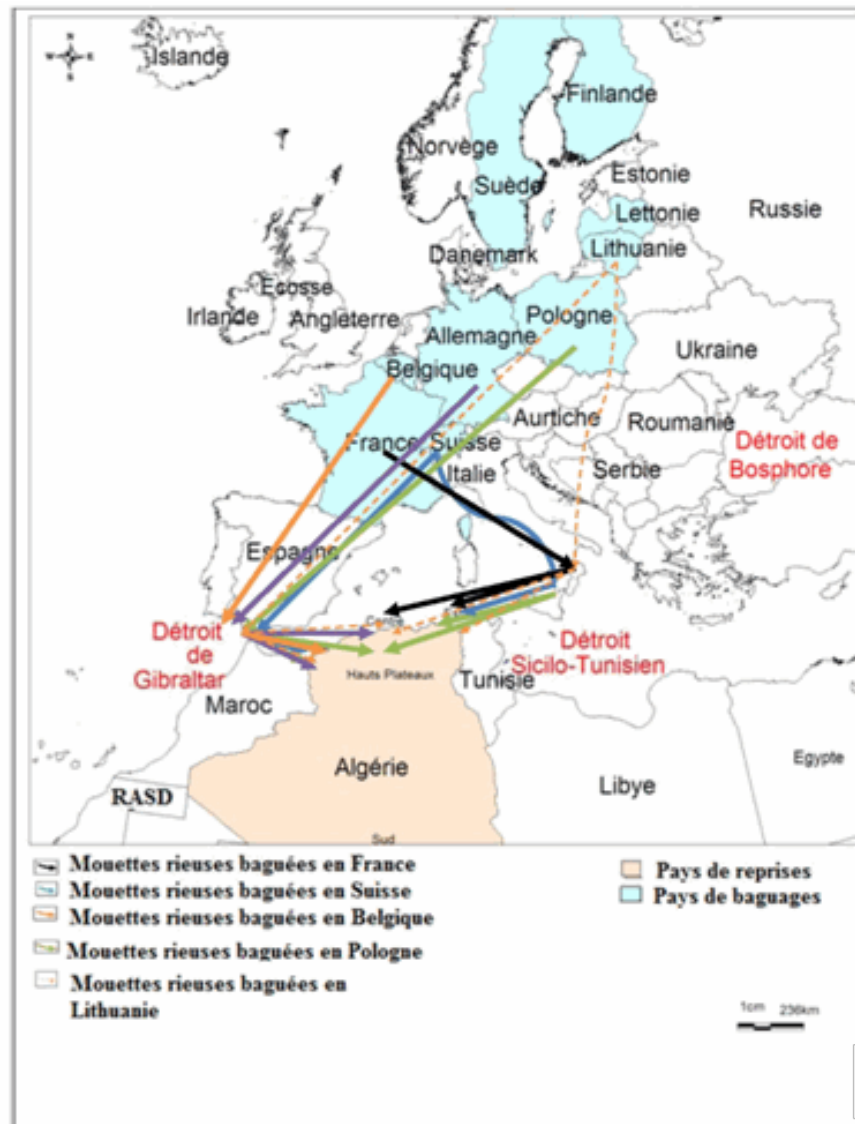 Islande
N
W
E
S
Finlande
Norvège
Suède
Estonie
Lettonie
Russie
Lithuanie
Danemark
Ecosse
Irlande
Angleterre
Pologne
Allemagne
Ukraine
Belgique
Aurtiche
Roumanie
France
Suisse
Détroit de
Bosphore
Italie
Serbie
Espagne
Détroit
de
Gibraltar
Centre
Détroit
Sicilo-Tunisien
Hauts Plateaux
Tunisie
Maroc
Algérie
Egypte
Libye
RASD
Sud
Mouettes rieuses baguées en France
Mouettes rieuses baguées en Suisse
Mouettes rieuses baguées en Belgique
Mouettes rieuses baguées en Pologne
Mouettes rieuses baguées en
Lithuanie
Pays de reprises
Pays de baguages
1cm 236km